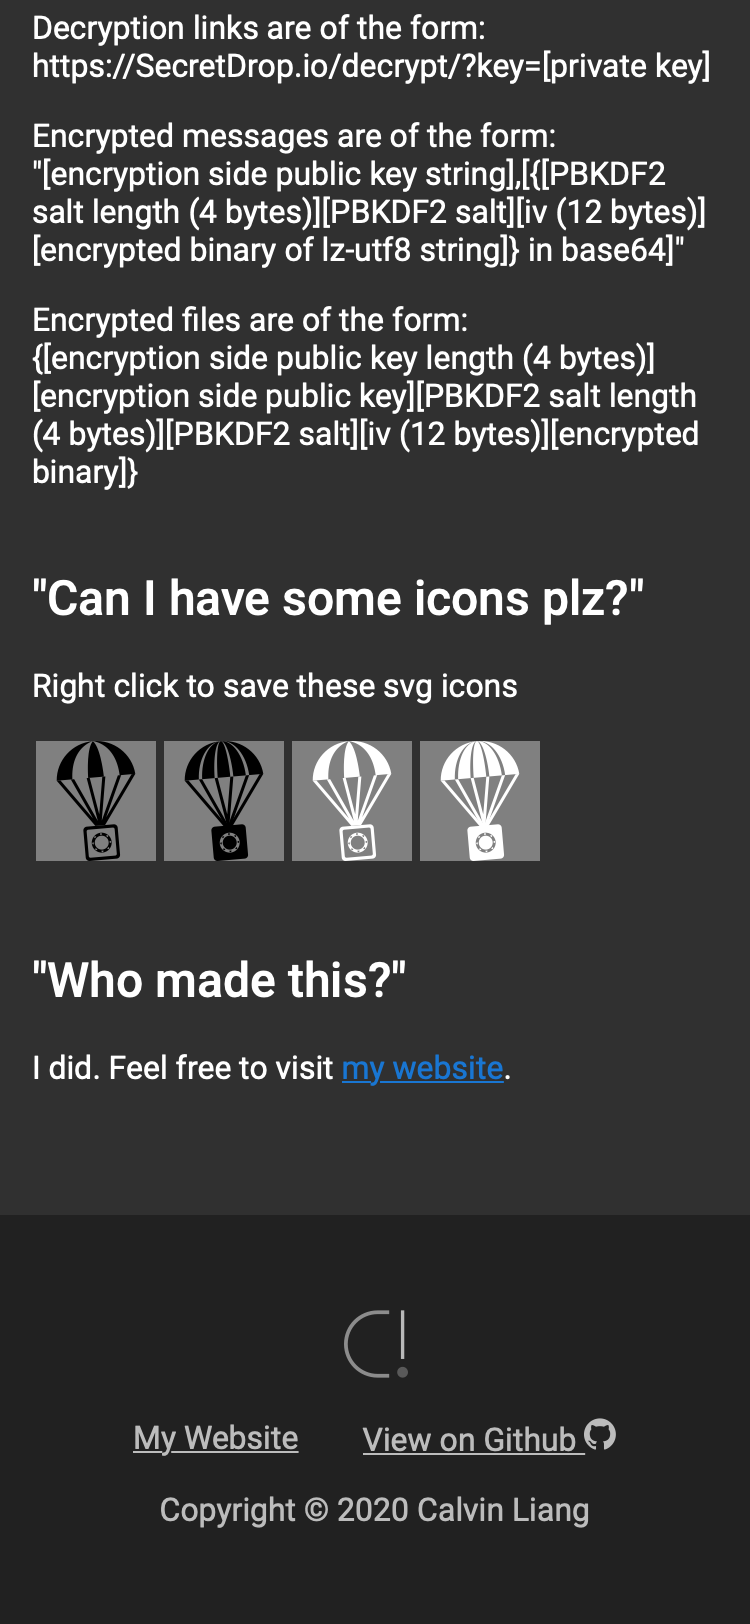 Decryption links are of the form:
https://SecretDrop.io/decrypt/?key=[private key]
Encrypted messages are of the form:
"[encryption side public key string],[{[PBKDF2
salt length (4 bytes)][PBKDF2 salt][iv (12 bytes)]
[encrypted binary of lz-utf8 string]} in base64]"
Encrypted files are of the form:
{[encryption side public key length (4 bytes)]
[encryption side public key][PBKDF2 salt length
(4 bytes)][PBKDF2 salt][iv (12 bytes)][encrypted
binary]}
"Can I have some icons plz?"
Right click to save these svg icons
"Who made this?"
I did. Feel free to visit my website.
C!
My Website View on Github
Copyright © 2020 Calvin Liang